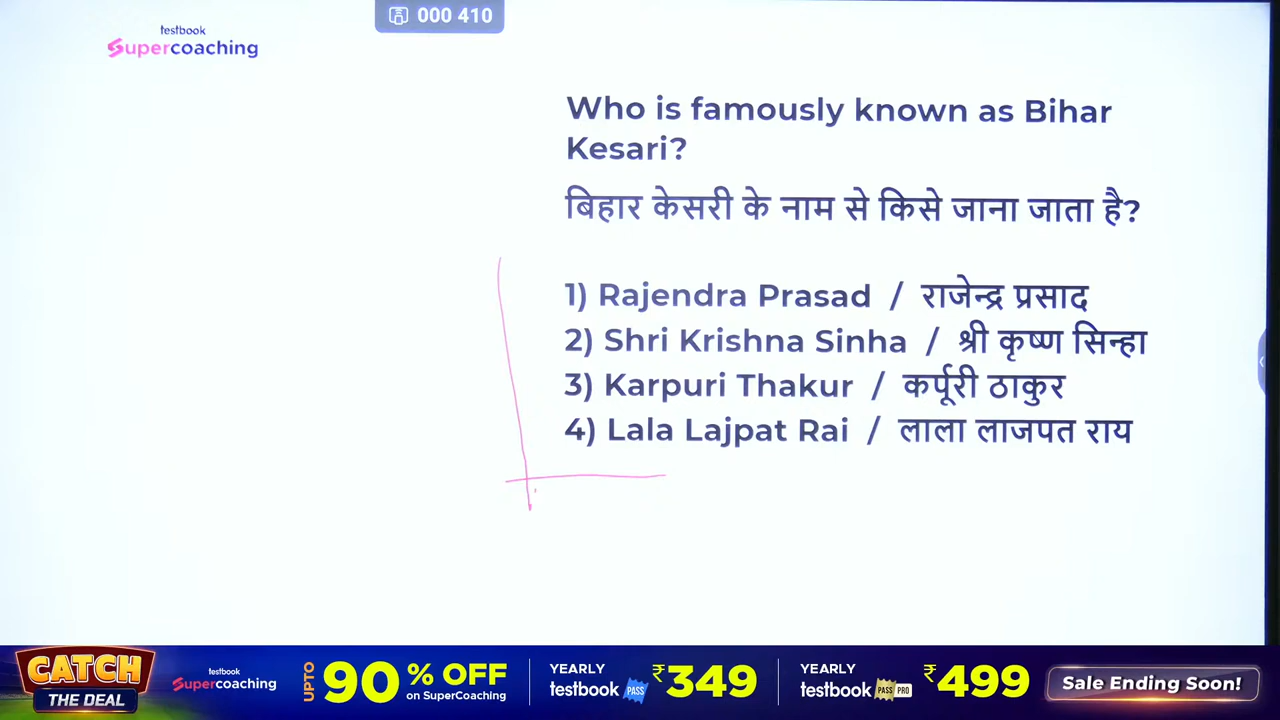 testbook
Supercoaching
000 410
Who is famously known as Bihar
Kesari?
बिहार केसरी के नाम से किसे जाना जाता है?
1) Rajendra Prasad / राजेन्द्र प्रसाद
2) Shri Krishna Sinha / श्री कृष्ण सिन्हा
3) Karpuri Thakur / कर्पूरी ठाकुर
4) Lala Lajpat Rai / लाला लाजपत राय
CATCH
THE DEAL
testbook
Supercoaching
UPTO
90% OFF
on SuperCoaching
YEARLY
testbook PASS
₹349
YEARLY
testbook PASS PRO
₹499
Sale Ending Soon!